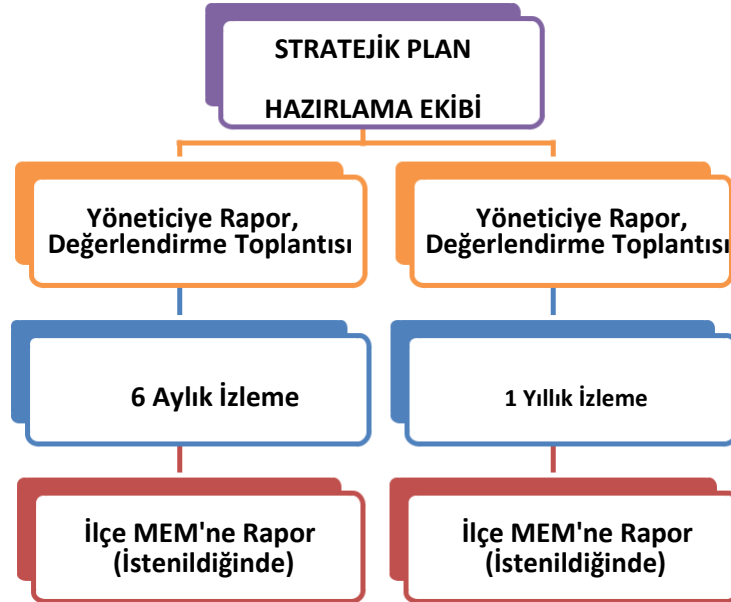 STRATEJİK PLAN
HAZIRLAMA EKİBİ
Yöneticiye Rapor,
Değerlendirme Toplantısı
Yöneticiye Rapor,
Değerlendirme Toplantısı
6 Aylık İzleme
1 Yıllık İzleme
İlçe MEM'ne Rapor
(İstenildiğinde)
İlçe MEM'ne Rapor
(İstenildiğinde)